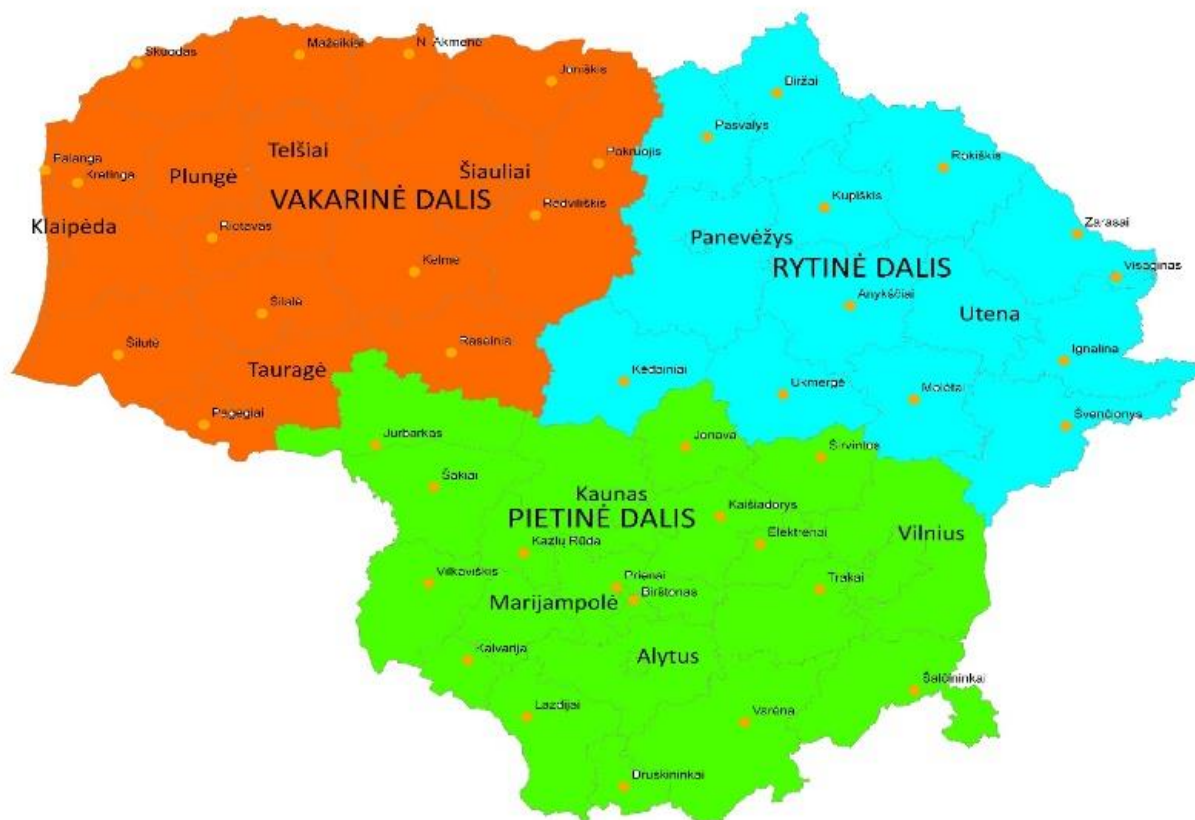 Skuodas
Mažeikiai
N. Akmenė
Joniškis
Palanga
Kretinga
Plungė
Telšiai
Šiauliai
Pakruojis
VAKARINĖ DALIS
Radviliškis
Klaipėda
Rietavas
Kelmė
Šilalė
Šilutė
Tauragė
Raseiniai
Pagėgiai
Biržai
Pasvalys
Rokiškis
Kupiškis
Panevėžys
Zarasai
RYTINĖ DALIS
Visaginas
Anykščiai
Utena
Ignalina
Kėdainiai
Ukmergė
Molėtai
Švenčionys
Jurbarkas
Jonava
Širvintos
Šakiai
Kaunas
PIETINĖ DALIS
Kaišiadorys
Elektrėnai
Vilnius
Kazlų Rūda
Vilkaviškis
Prienai
Birštonas
Trakai
Marijampolė
Kalvarija
Alytus
Šalčininkai
Lazdijai
Varėna
Druskininkai